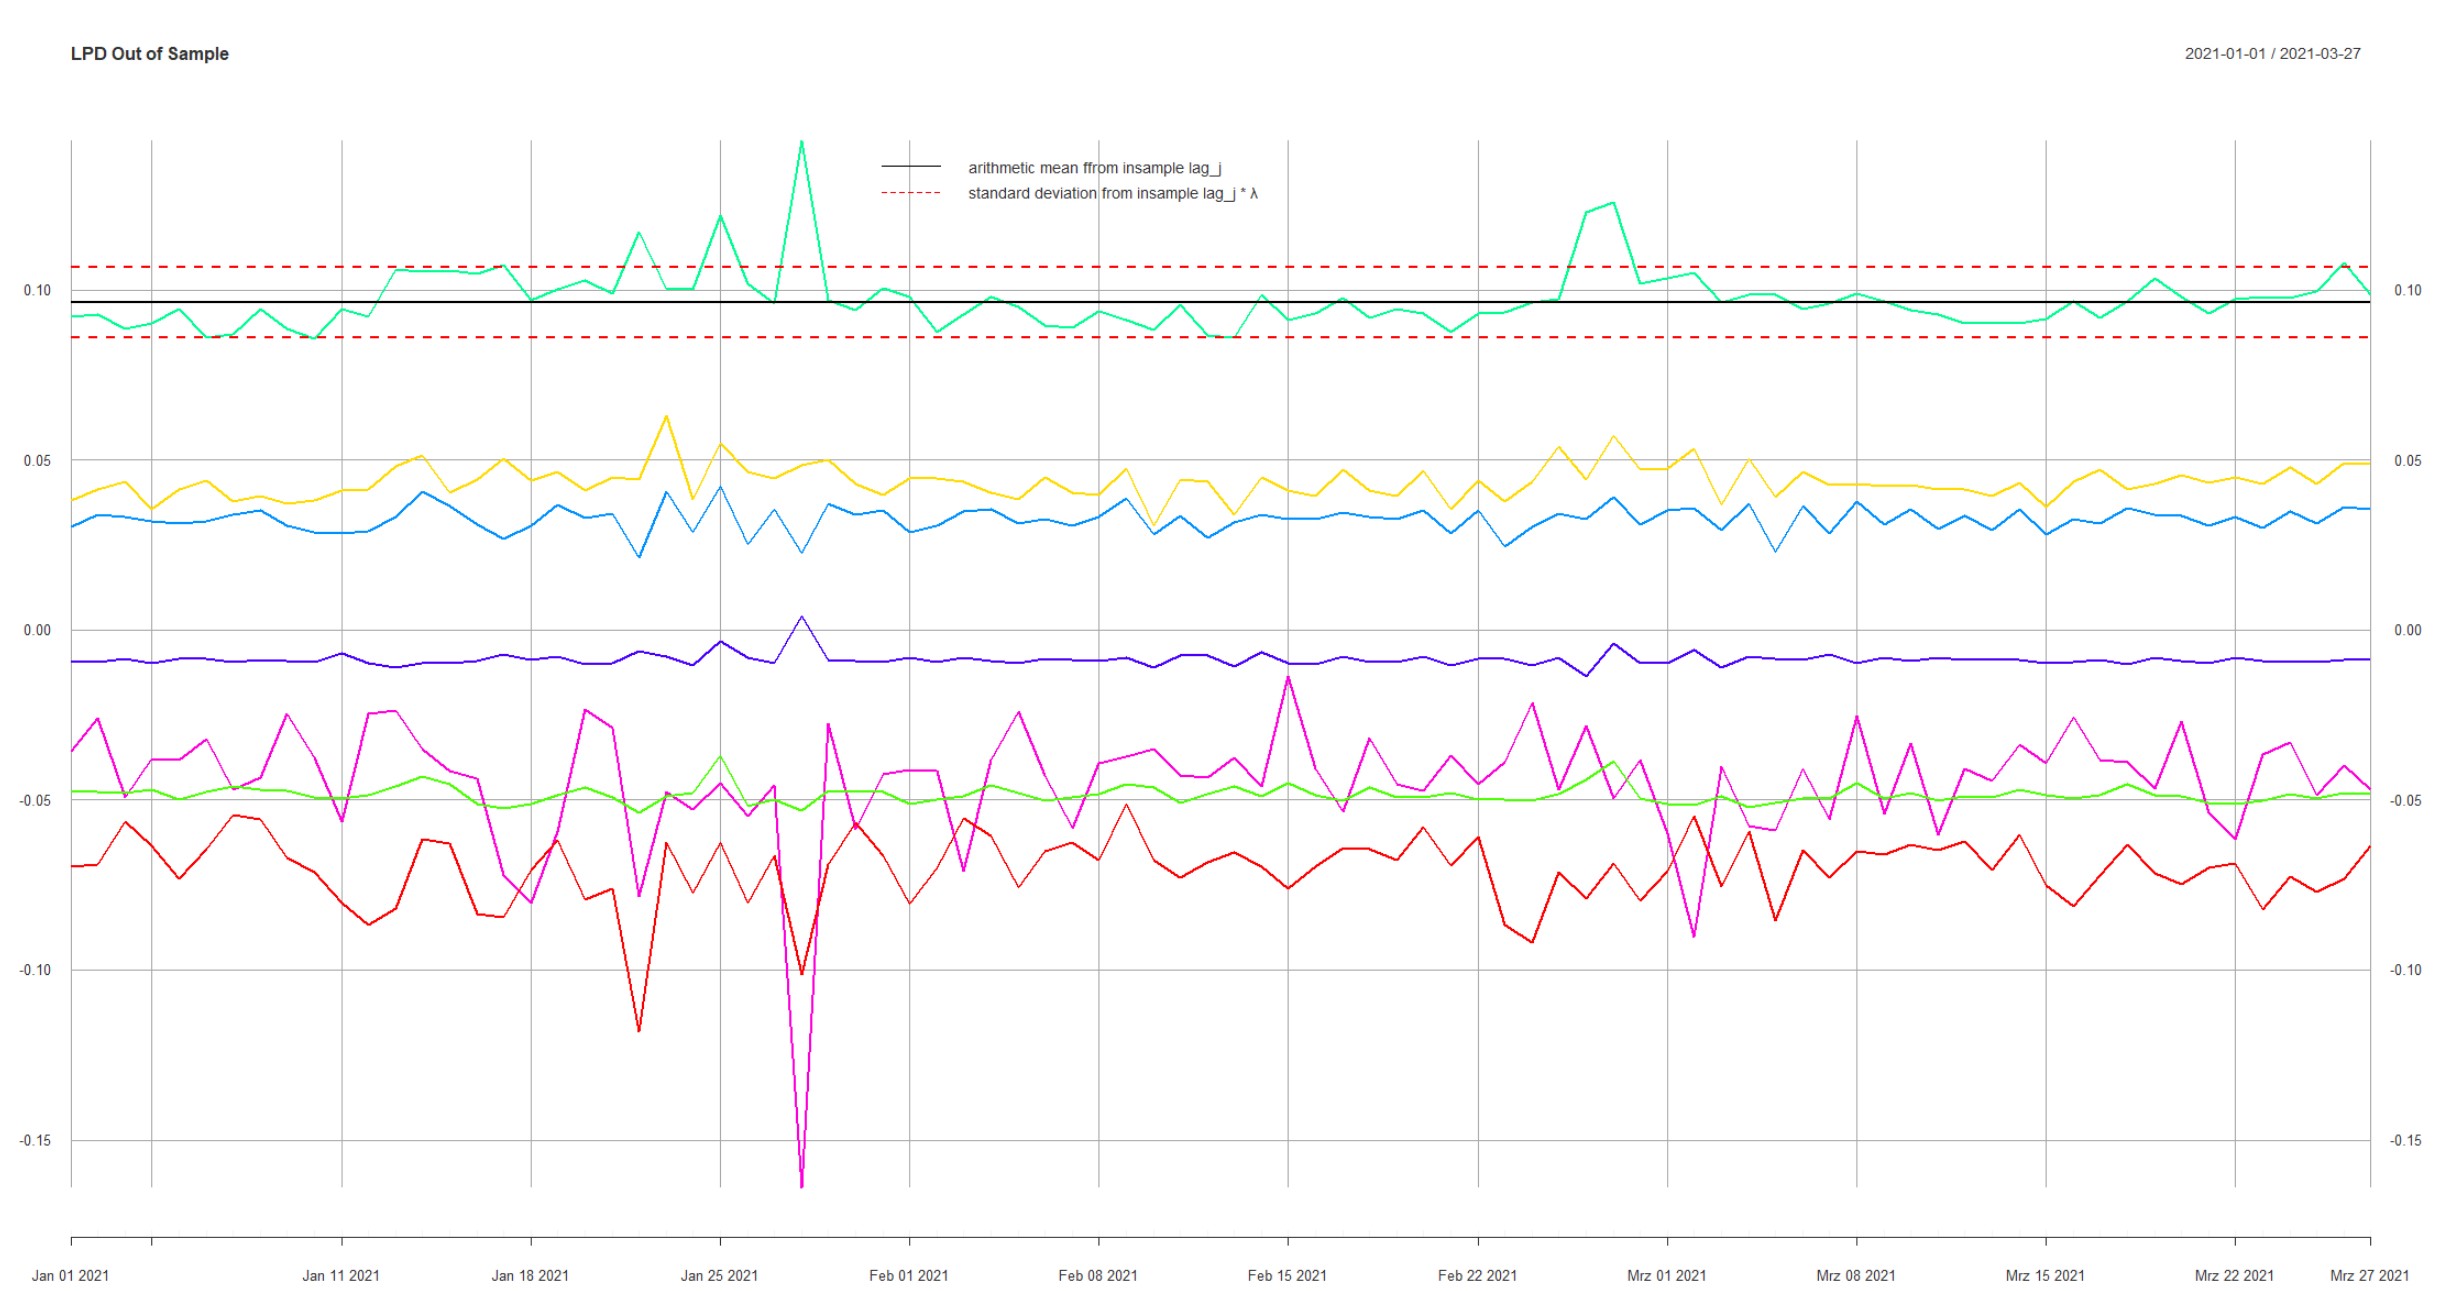 LPD Out of Sample
2021-01-01 / 2021-03-27
arithmetic mean ffrom insample lag_j
standard deviation from insample lag_j * λ
0.10
0.10
0.05
0.05
0.00
0.00
-0.05
-0.05
-0.10
-0.10
-0.15
-0.15
Jan 01 2021
Jan 11 2021
Jan 18 2021
Jan 25 2021
Feb 01 2021
Feb 08 2021
Feb 15 2021
Feb 22 2021
Mrz 01 2021
Mrz 08 2021
Mrz 15 2021
Mrz 22 2021
Mrz 27 2021